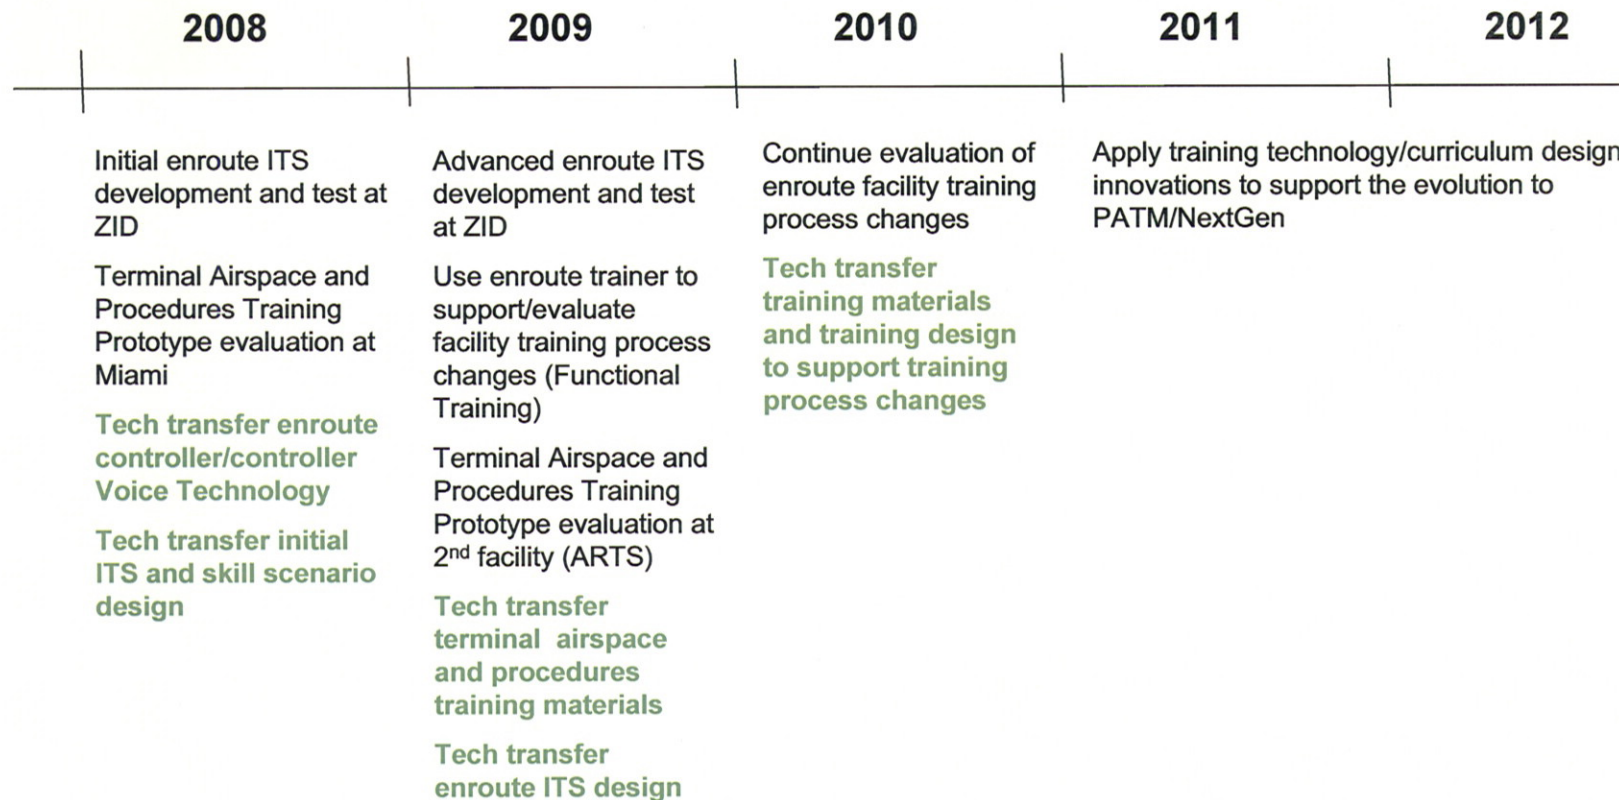 2008 2009 2010 2011 2012
Initial enroute ITS
development and test at
ZID
Terminal Airspace and
Procedures Training
Prototype evaluation at
Miami
Tech transfer enroute
controller/controller
Voice Technology
Tech transfer initial
ITS and skill scenario
design
Advanced enroute ITS
development and test
at ZID
Use enroute trainer to
support/evaluate
facility training process
changes (Functional
Training)
Terminal Airspace and
Procedures Training
Prototype evaluation at
2nd facility (ARTS)
Tech transfer
terminal airspace
and procedures
training materials
Tech transfer
enroute ITS design
Continue evaluation of
enroute facility training
process changes
Tech transfer
training materials
and training design
to support training
process changes
Apply training technology/curriculum design
innovations to support the evolution to
PATM/NextGen